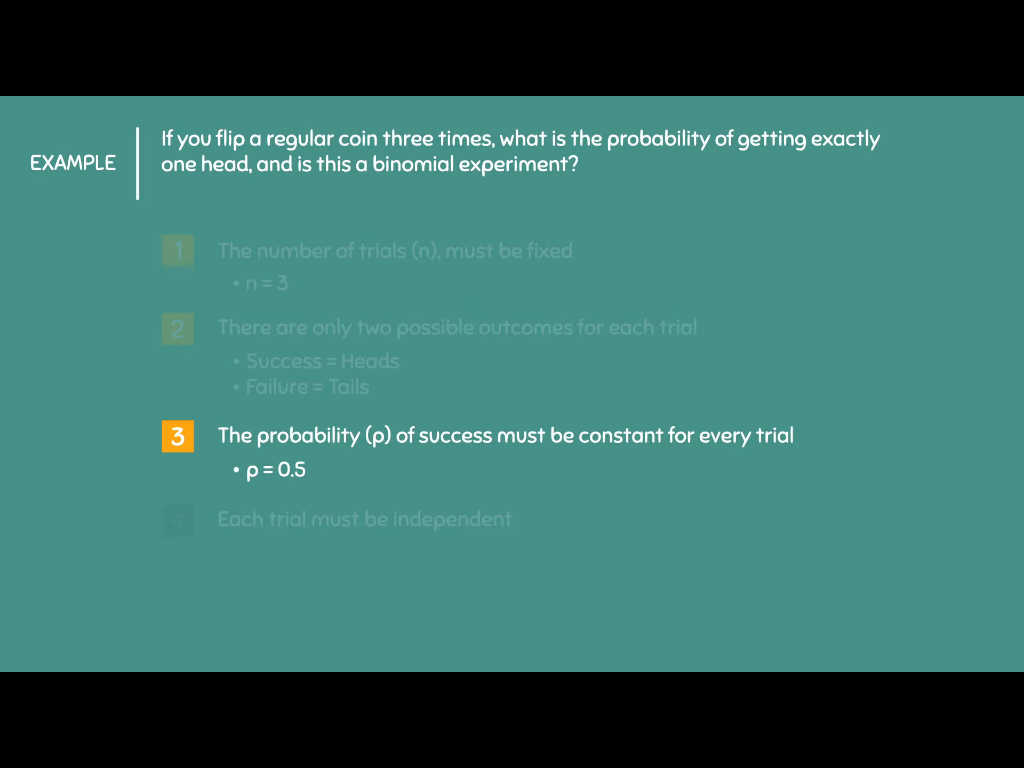 EXAMPLE
If you flip a regular coin three times, what is the probability of getting exactly
one head, and is this a binomial experiment?
1 The number of trials (n), must be fixed
• n = 3
2 There are only two possible outcomes for each trial
• Success = Heads
• Failure = Tails
3 The probability (p) of success must be constant for every trial
• p = 0.5
4 Each trial must be independent